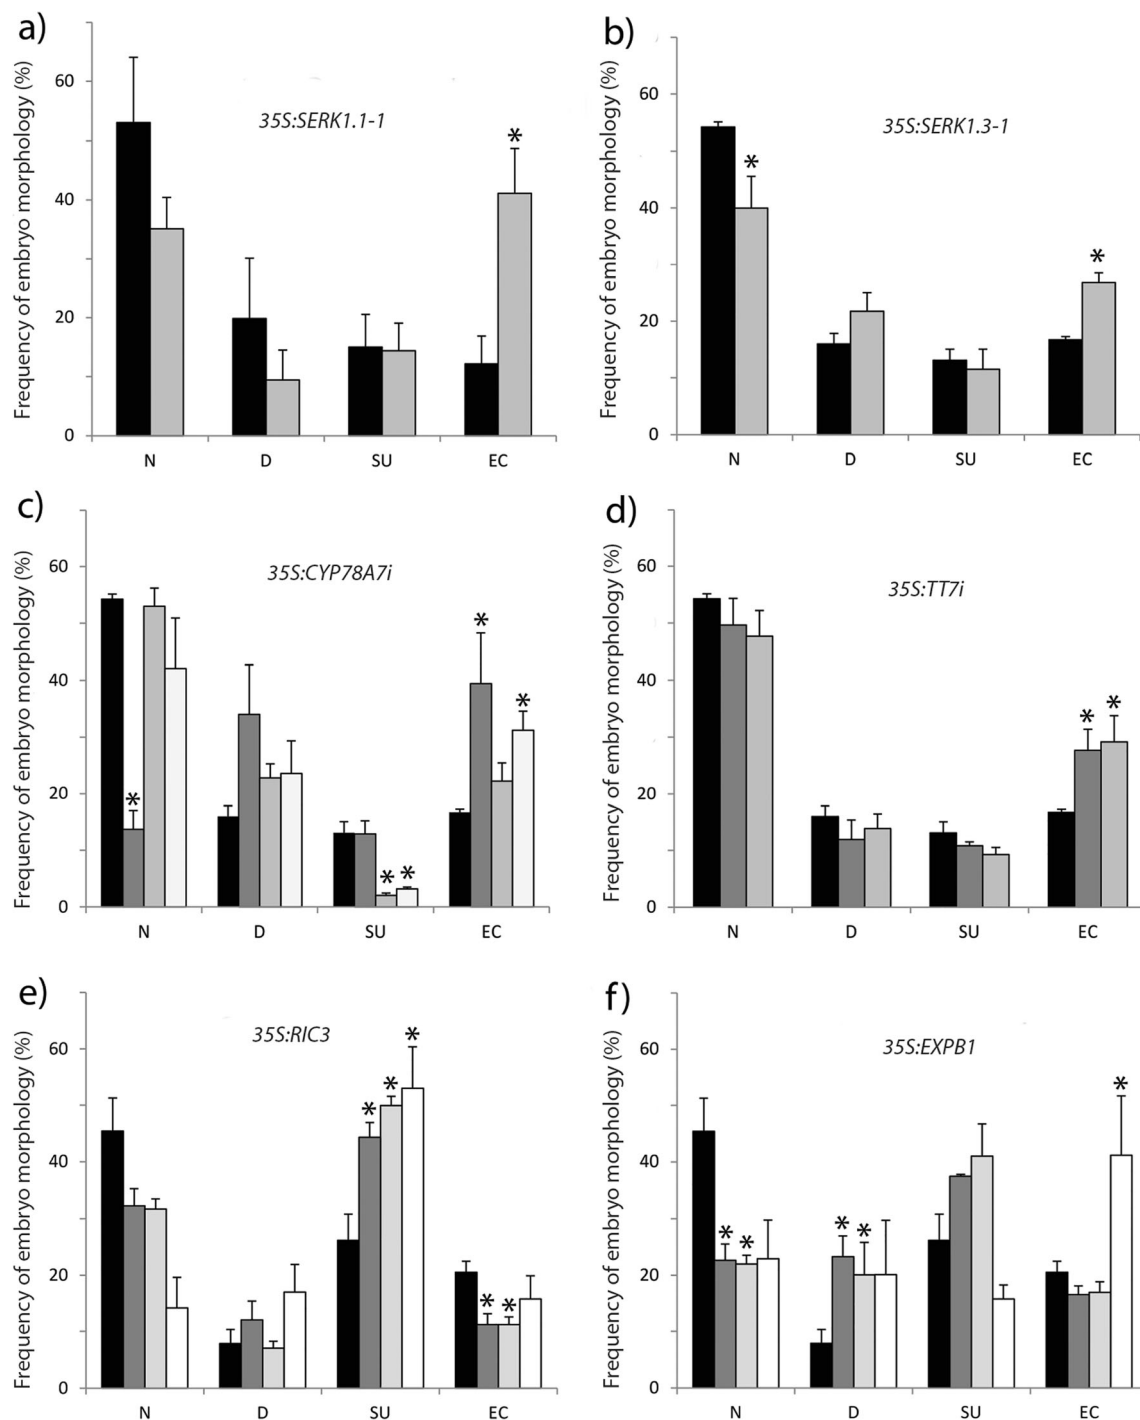 a)
35S:SERK1.1-1
Frequency of embryo morphology (%)
60
40
20
0
*
N D SU EC
b)
35S:SERK1.3-1
Frequency of embryo morphology (%)
60
40
20
0
* *
N D SU EC
c)
35S:CYP78A7i
Frequency of embryo morphology (%)
60
40
20
0
* * * * *
N D SU EC
d)
35S:TT7i
Frequency of embryo morphology (%)
60
40
20
0
* *
N D SU EC
e)
35S:RIC3
Frequency of embryo morphology (%)
60
40
20
0
* * * * *
N D SU EC
f)
35S:EXPB1
Frequency of embryo morphology (%)
60
40
20
0
* * * * *
N D SU EC